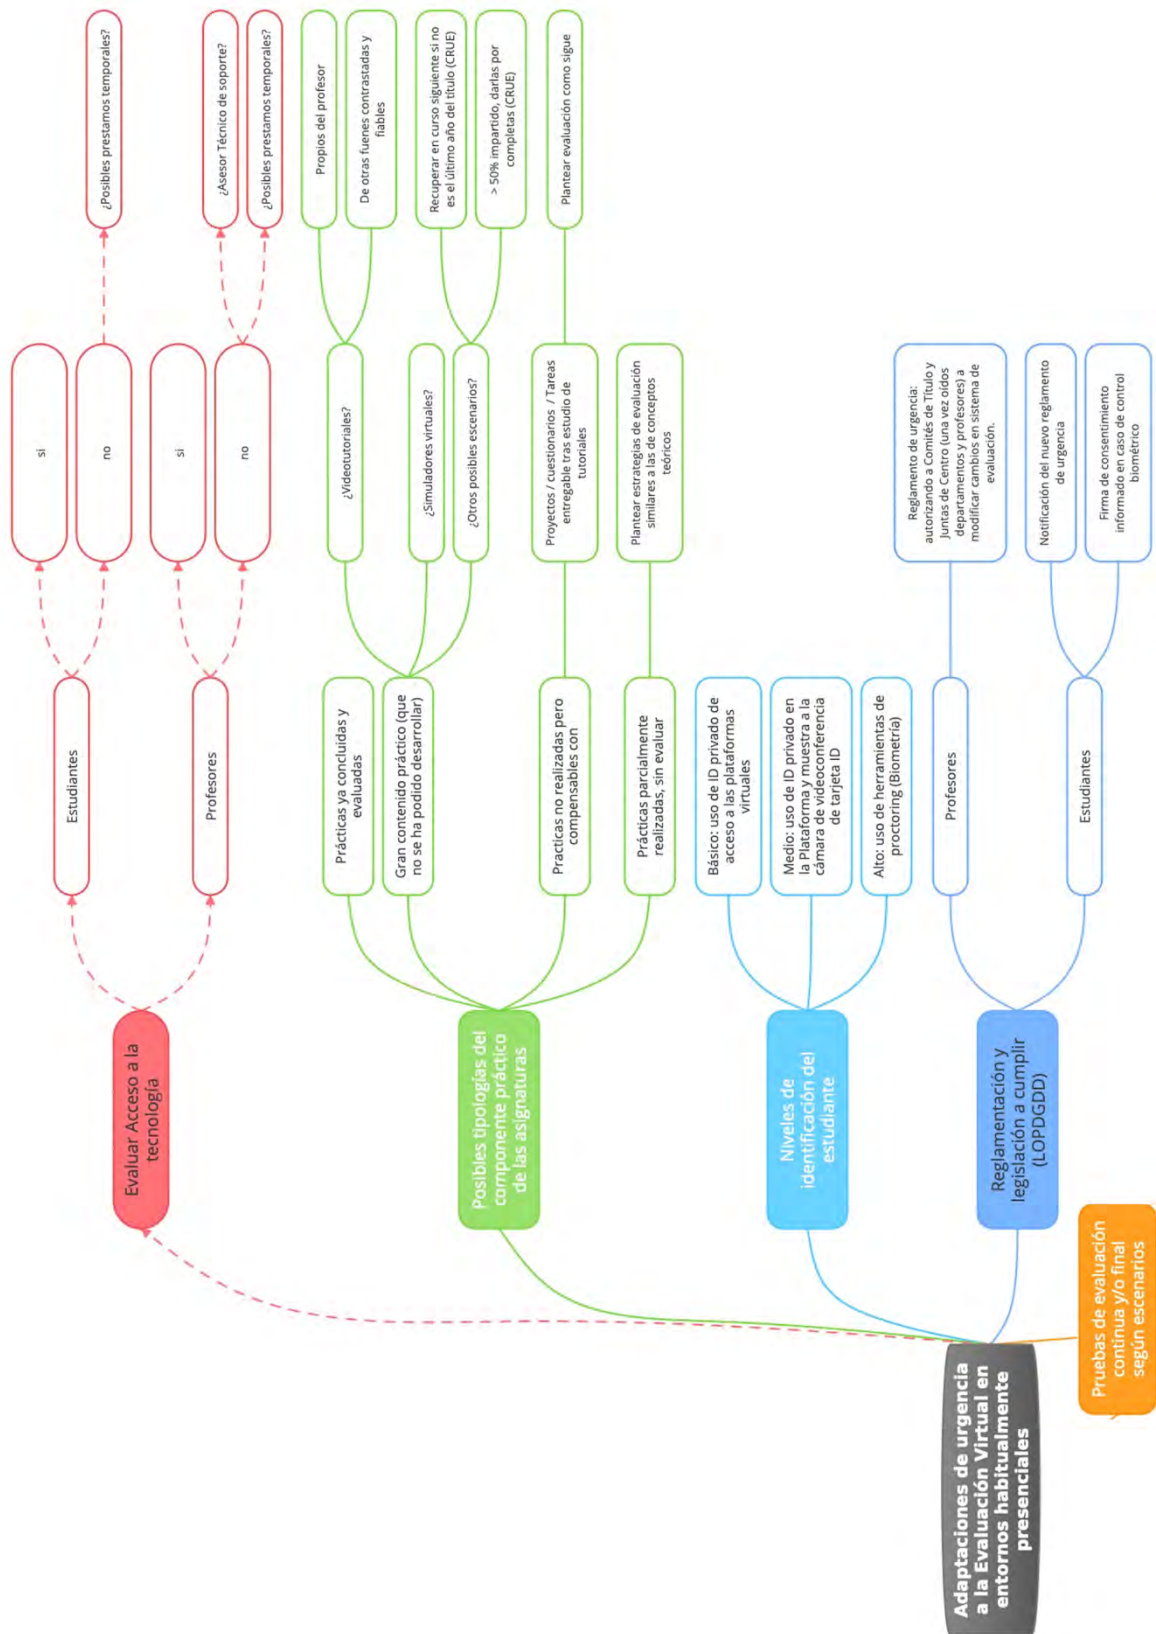 Adaptaciones de urgencia
a la Evaluación Virtual en
entornos habitualmente
presenciales
Evaluar Acceso a la
tecnología
Estudiantes
si
no
¿Posibles prestamos temporales?
Profesores
si
no
¿Asesor Técnico de soporte?
¿Posibles prestamos temporales?
Posibles tipologías del
componente práctico
de las asignaturas
Prácticas ya concluidas y
evaluadas
Gran contenido práctico (que
no se ha podido desarrollar)
¿Videotutoriales?
Propios del profesor
De otras fuenes contrastadas y
fiables
¿Simuladores virtuales?
¿Otros posibles escenarios?
Recuperar en curso siguiente si no
es el último año del título (CRUE)
> 50% impartido, darlas por
completas (CRUE)
Practicas no realizadas pero
compensables con
Proyectos / cuestionarios / Tareas
entregable tras estudio de
tutoriales
Plantear evaluación como sigue
Prácticas parcialmente
realizadas, sin evaluar
Plantear estrategias de evaluación
similares a las de conceptos
teóricos
Niveles de
identificación del
estudiante
Básico: uso de ID privado de
acceso a las plataformas
virtuales
Medio: uso de ID privado en
la Plataforma y muestra a la
cámara de videoconferencia
de tarjeta ID
Alto: uso de herramientas de
proctoring (Biometría)
Reglamentación y
legislación a cumplir
(LOPDGDD)
Profesores
Reglamento de urgencia:
autorizando a Comités de Título y
Juntas de Centro (una vez oídos
departamentos y profesores) a
modificar cambios en sistema de
evaluación.
Estudiantes
Notificación del nuevo reglamento
de urgencia
Firma de consentimiento
informado en caso de control
biométrico
Pruebas de evaluación
continua y/o final
según escenarios